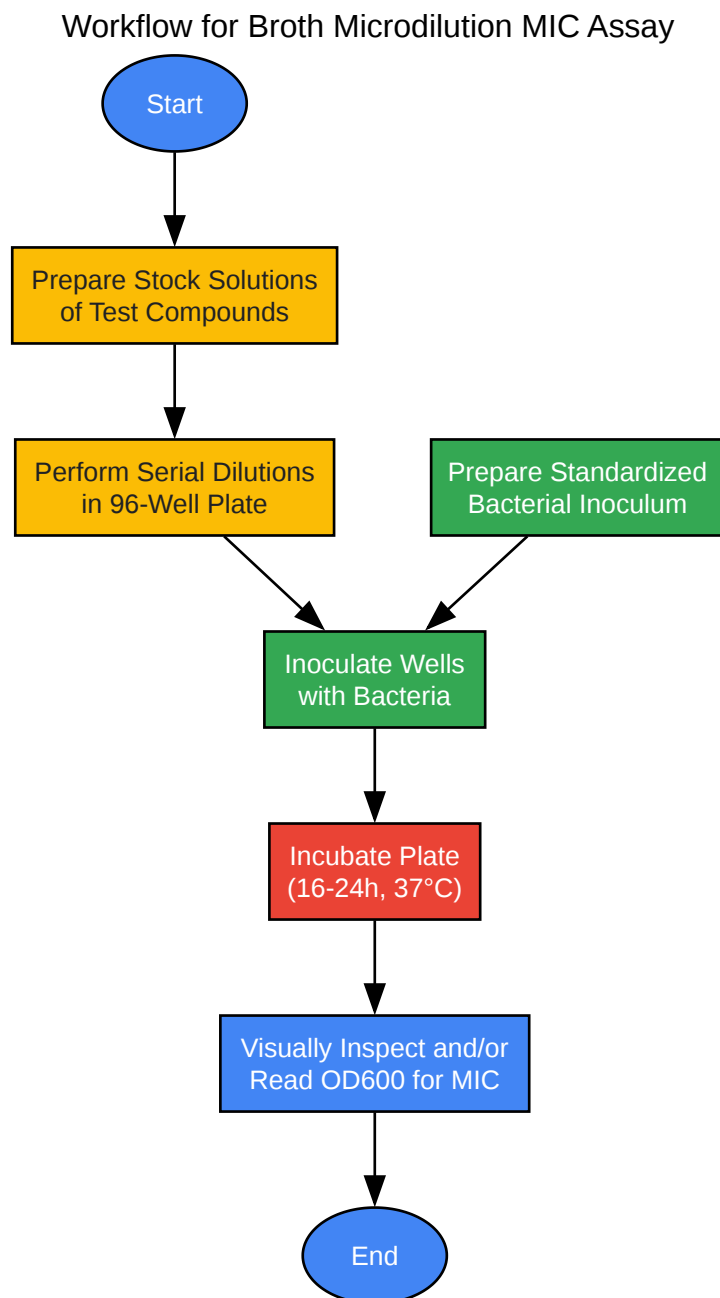 Workflow for Broth Microdilution MIC Assay
Start
Prepare Stock Solutions
of Test Compounds
Perform Serial Dilutions
in 96-Well Plate
Prepare Standardized
Bacterial Inoculum
Inoculate Wells
with Bacteria
Incubate Plate
(16-24h, 37°C)
Visually Inspect and/or
Read OD600 for MIC
End